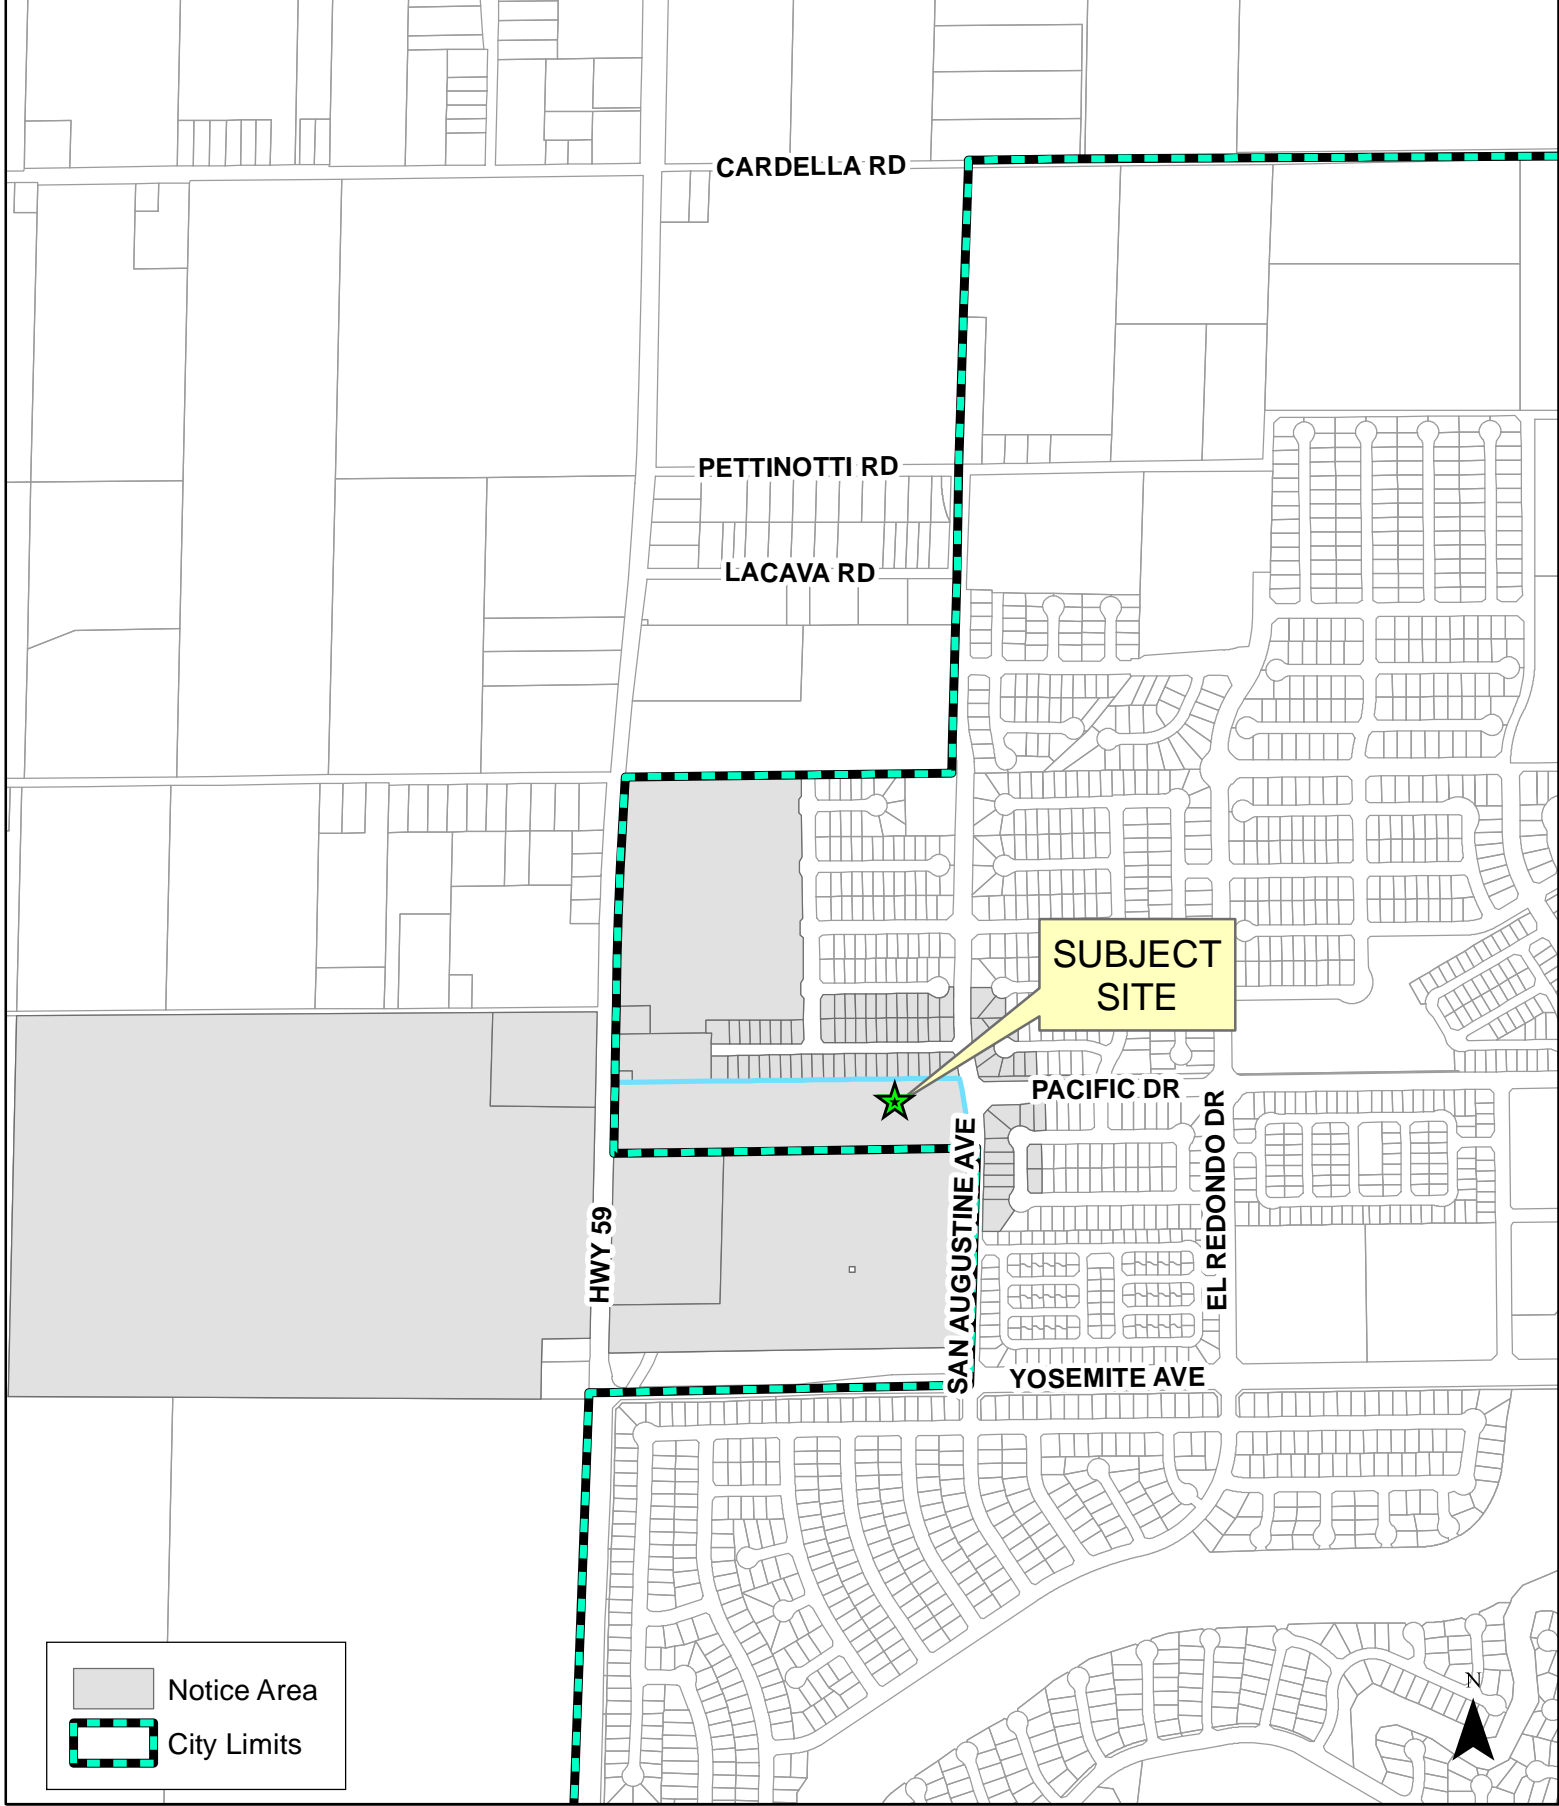 CARDELLA RD
PETTINOTTI RD
LACAVA RD
SUBJECT
SITE
PACIFIC DR
EL REDONDO DR
SAN AUGUSTINE AVE
HWY 59
YOSEMITE AVE
Notice Area
City Limits
N